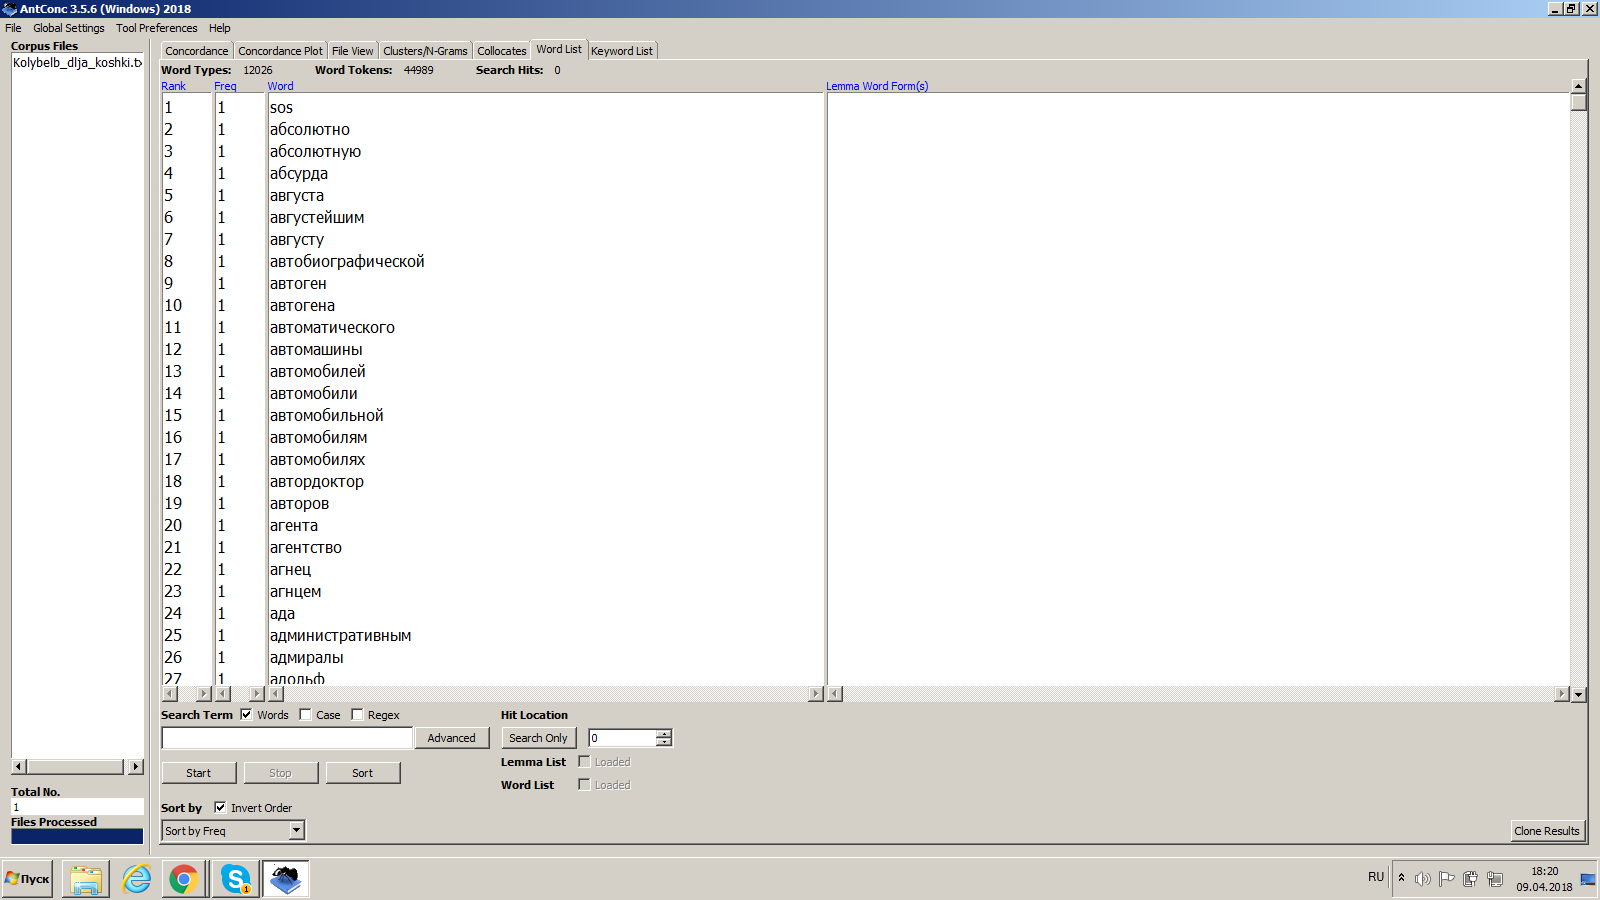 AntConc 3.5.6 (Windows) 2018
File Global Settings Tool Preferences Help
Corpus Files
Kolybelb_dlja_koshki.tx
Total No.
1
Files Processed
Concordance Concordance Plot File View Clusters/N-Grams Collocates Word List Keyword List
Word Types: 12026 Word Tokens: 44989 Search Hits: 0
Rank Freq Word Lemma Word Form(s)
1 1 sos
2 1 абсолютно
3 1 абсолютную
4 1 абсурда
5 1 августа
6 1 августейшим
7 1 августу
8 1 автобиографической
9 1 автоген
10 1 автогена
11 1 автоматического
12 1 автомашины
13 1 автомобилей
14 1 автомобили
15 1 автомобильной
16 1 автомобилям
17 1 автомобилях
18 1 автордоктор
19 1 авторов
20 1 агента
21 1 агентство
22 1 агнец
23 1 агнцем
24 1 ада
25 1 административным
26 1 адмиралы
27 1 адольф
Search Term Words Case Regex Hit Location
Advanced Search Only 0
Start Stop Sort
Lemma List Loaded
Word List Loaded
Sort by Invert Order
Sort by Freq
Clone Results
Пуск
1
RU
18:20
09.04.2018